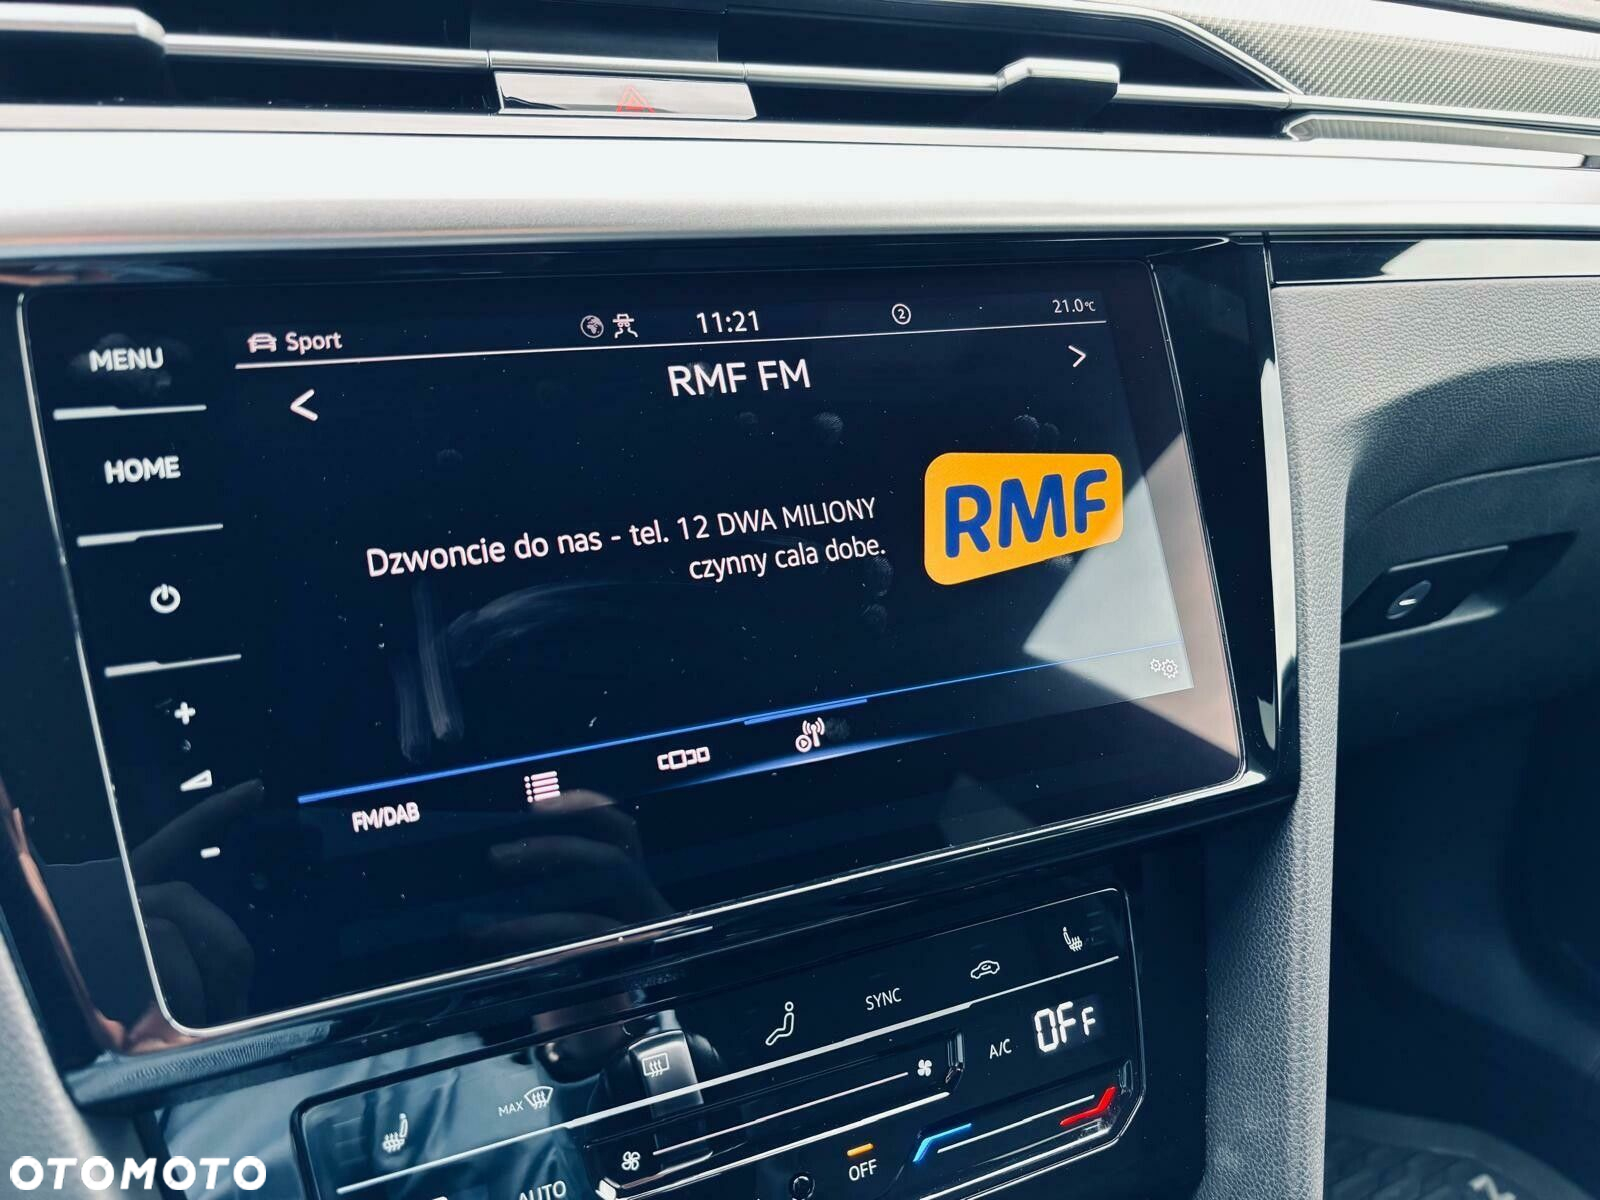 Sport 11:21 2 21.0°C
MENU
RMF FM
HOME
RMF
Dzwoncie do nas - tel. 12 DWA MILIONY
czynny cala dobe.
FM/DAB
SYNC
A/C OFF
MAX
OFF
AUTO
OTOMOTO